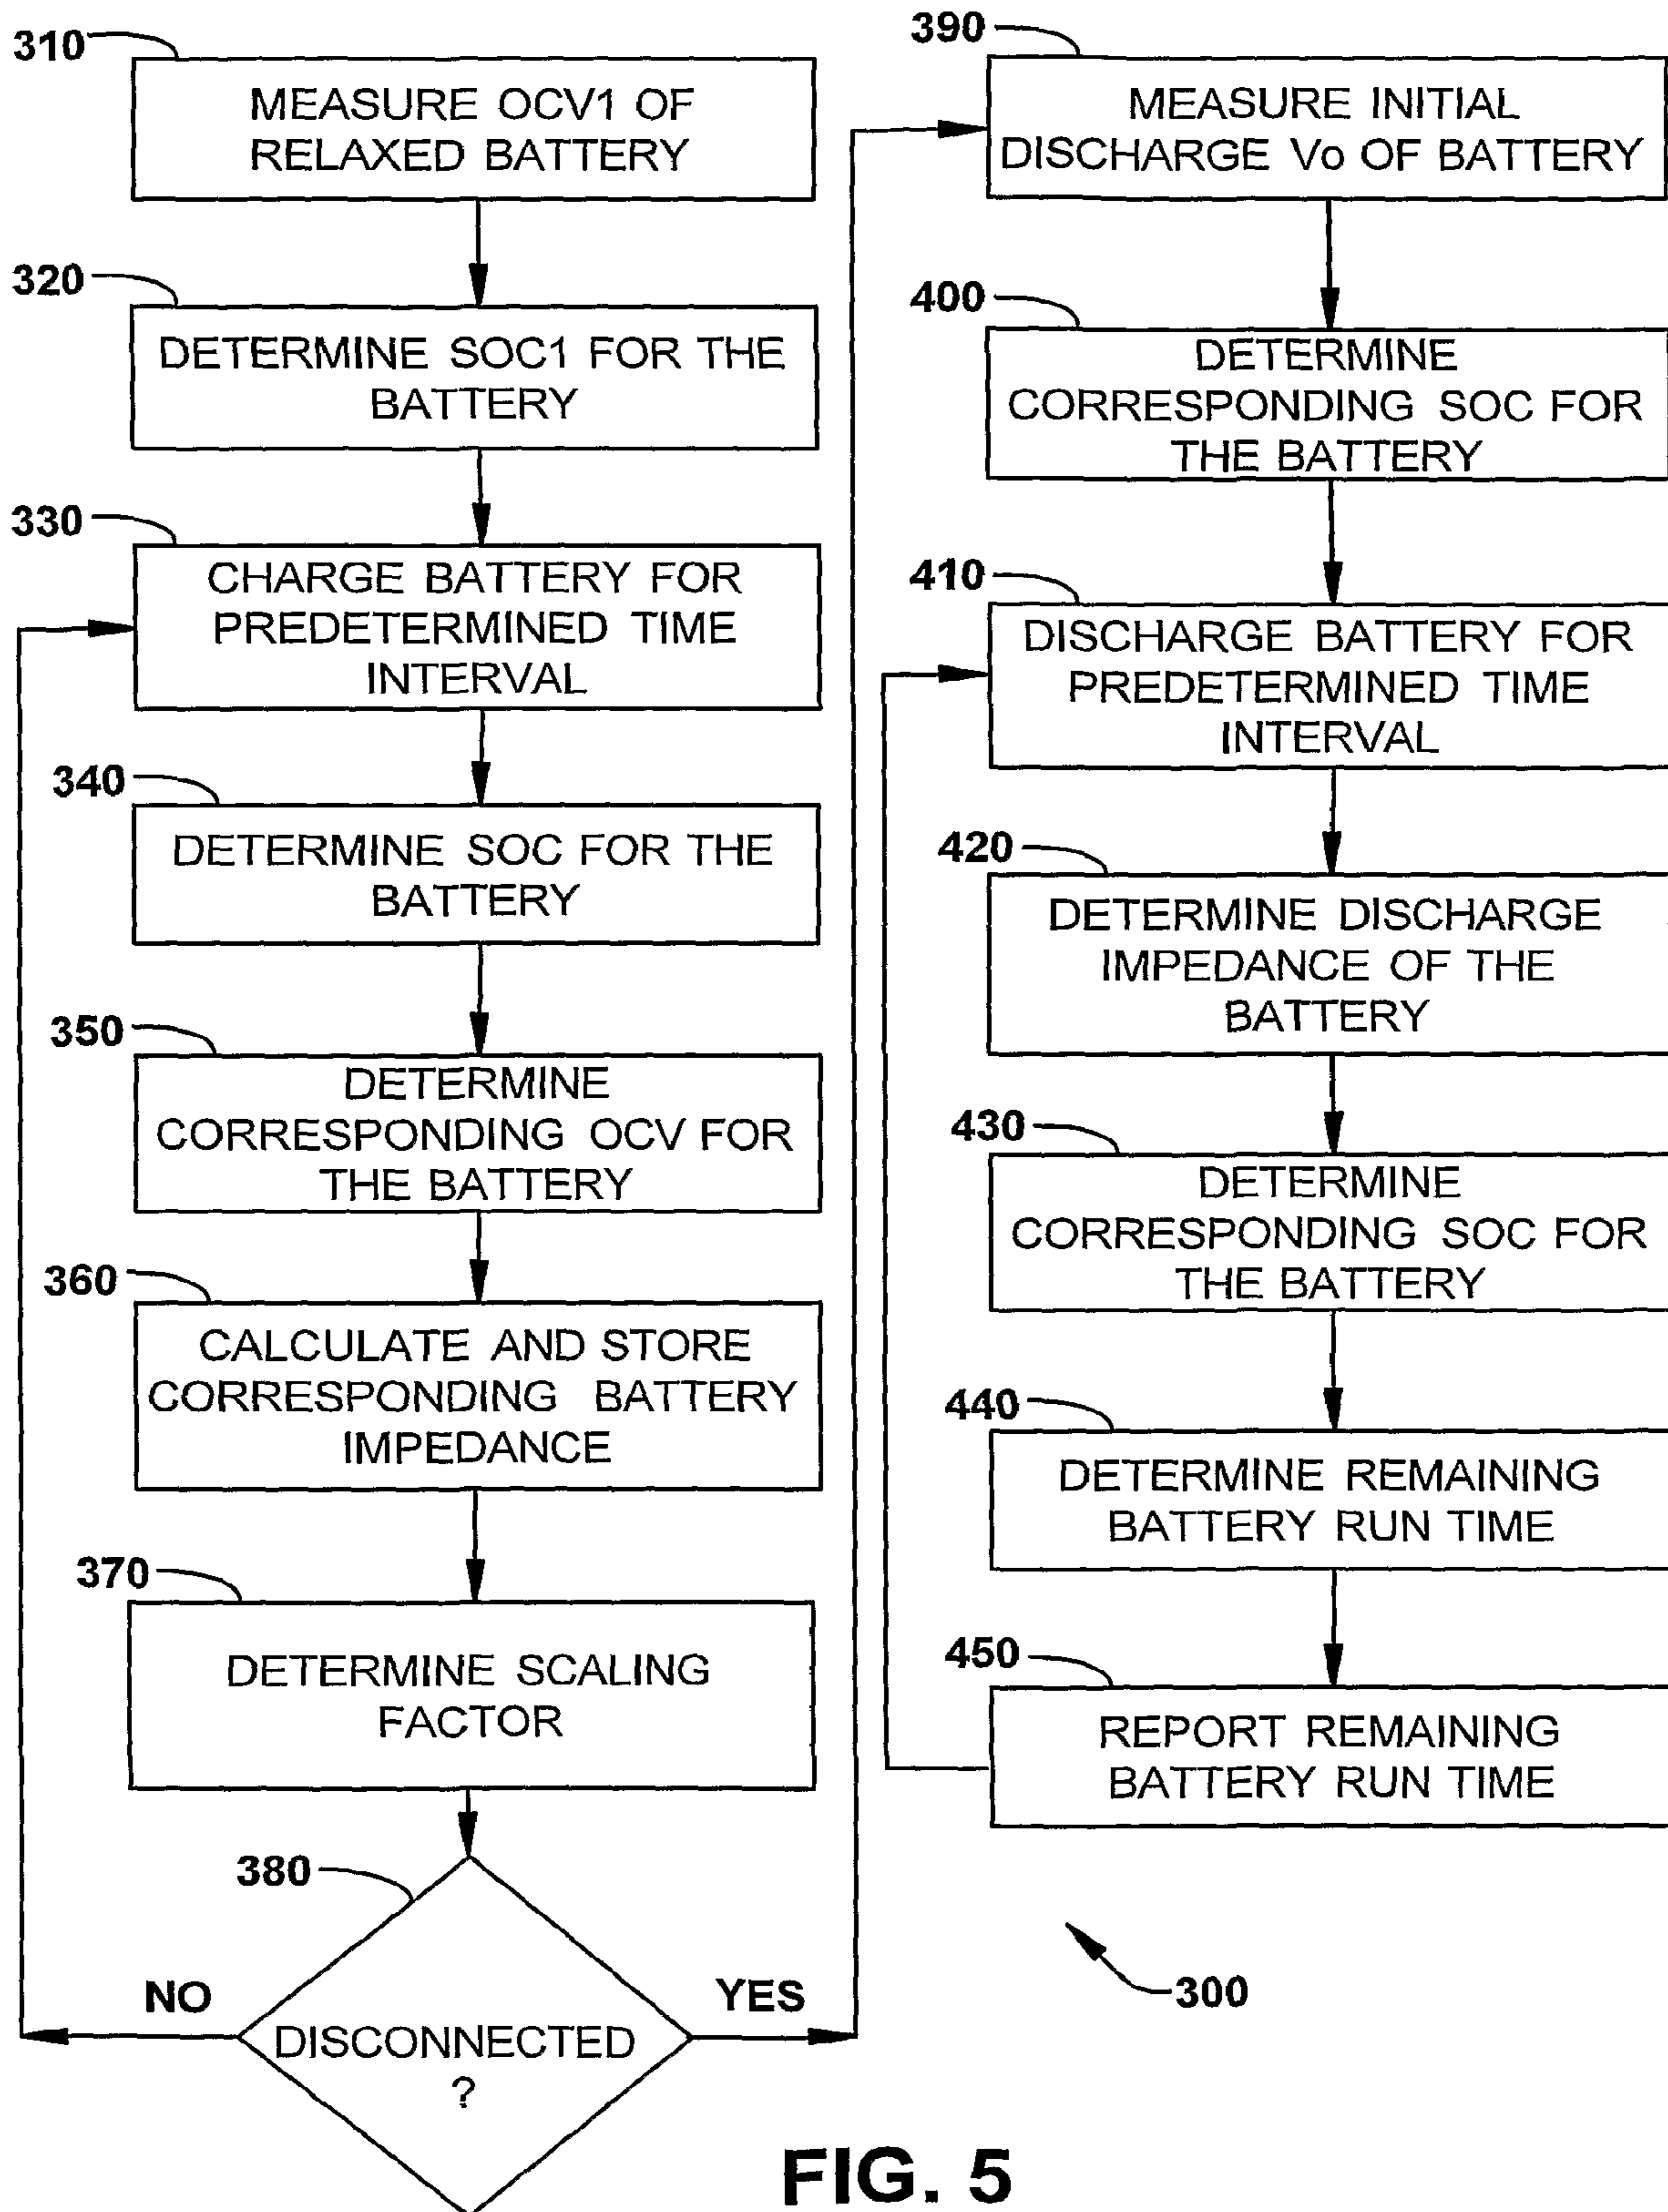 310
MEASURE OCV1 OF
RELAXED BATTERY
320
DETERMINE SOC1 FOR THE
BATTERY
330
CHARGE BATTERY FOR
PREDETERMINED TIME
INTERVAL
340
DETERMINE SOC FOR THE
BATTERY
350
DETERMINE
CORRESPONDING OCV FOR
THE BATTERY
360
CALCULATE AND STORE
CORRESPONDING BATTERY
IMPEDANCE
370
DETERMINE SCALING
FACTOR
380
DISCONNECTED
?
NO
YES
390
MEASURE INITIAL
DISCHARGE Vo OF BATTERY
400
DETERMINE
CORRESPONDING SOC FOR
THE BATTERY
410
DISCHARGE BATTERY FOR
PREDETERMINED TIME
INTERVAL
420
DETERMINE DISCHARGE
IMPEDANCE OF THE
BATTERY
430
DETERMINE
CORRESPONDING SOC FOR
THE BATTERY
440
DETERMINE REMAINING
BATTERY RUN TIME
450
REPORT REMAINING
BATTERY RUN TIME
300
FIG. 5